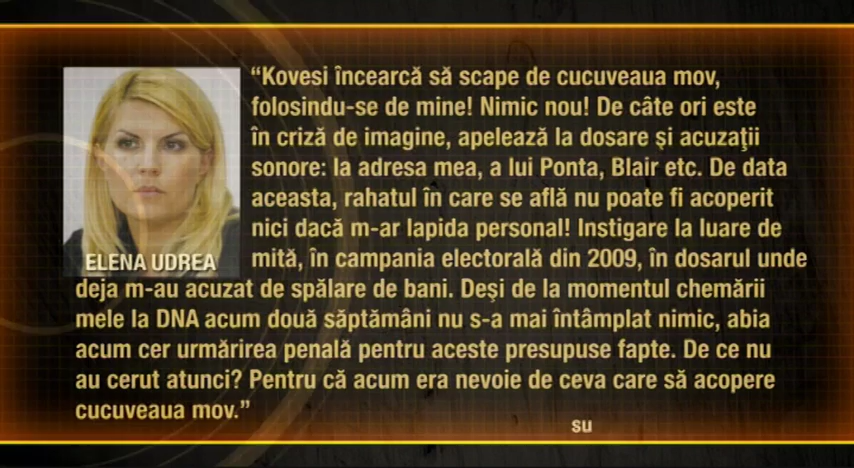 “Kovesi încearcă să scape de cucuveaua mov,
folosindu-se de mine! Nimic nou! De câte ori este
în criză de imagine, apelează la dosare și acuzaţii
sonore: la adresa mea, a lui Ponta, Blair etc. De data
aceasta, rahatul în care se află nu poate fi acoperit
nici dacă m-ar lapida personal! Instigare la luare de
mită, în campania electorală din 2009, în dosarul unde
deja m-au acuzat de spălare de bani. Deşi de la momentul chemării
mele la DNA acum două săptămâni nu s-a mai întâmplat nimic, abia
acum cer urmărirea penală pentru aceste presupuse fapte. De ce nu
au cerut atunci? Pentru că acum era nevoie de ceva care să acopere
cucuveaua mov.”
ELENA UDREA
su